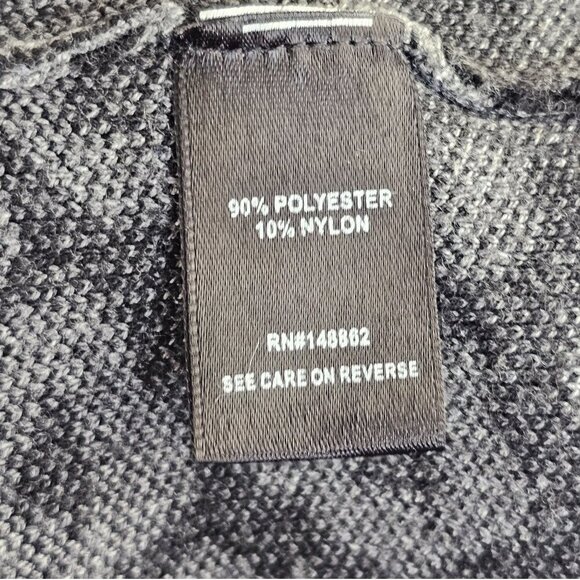 90% POLYESTER
10% NYLON
RN#148862
SEE CARE ON REVERSE